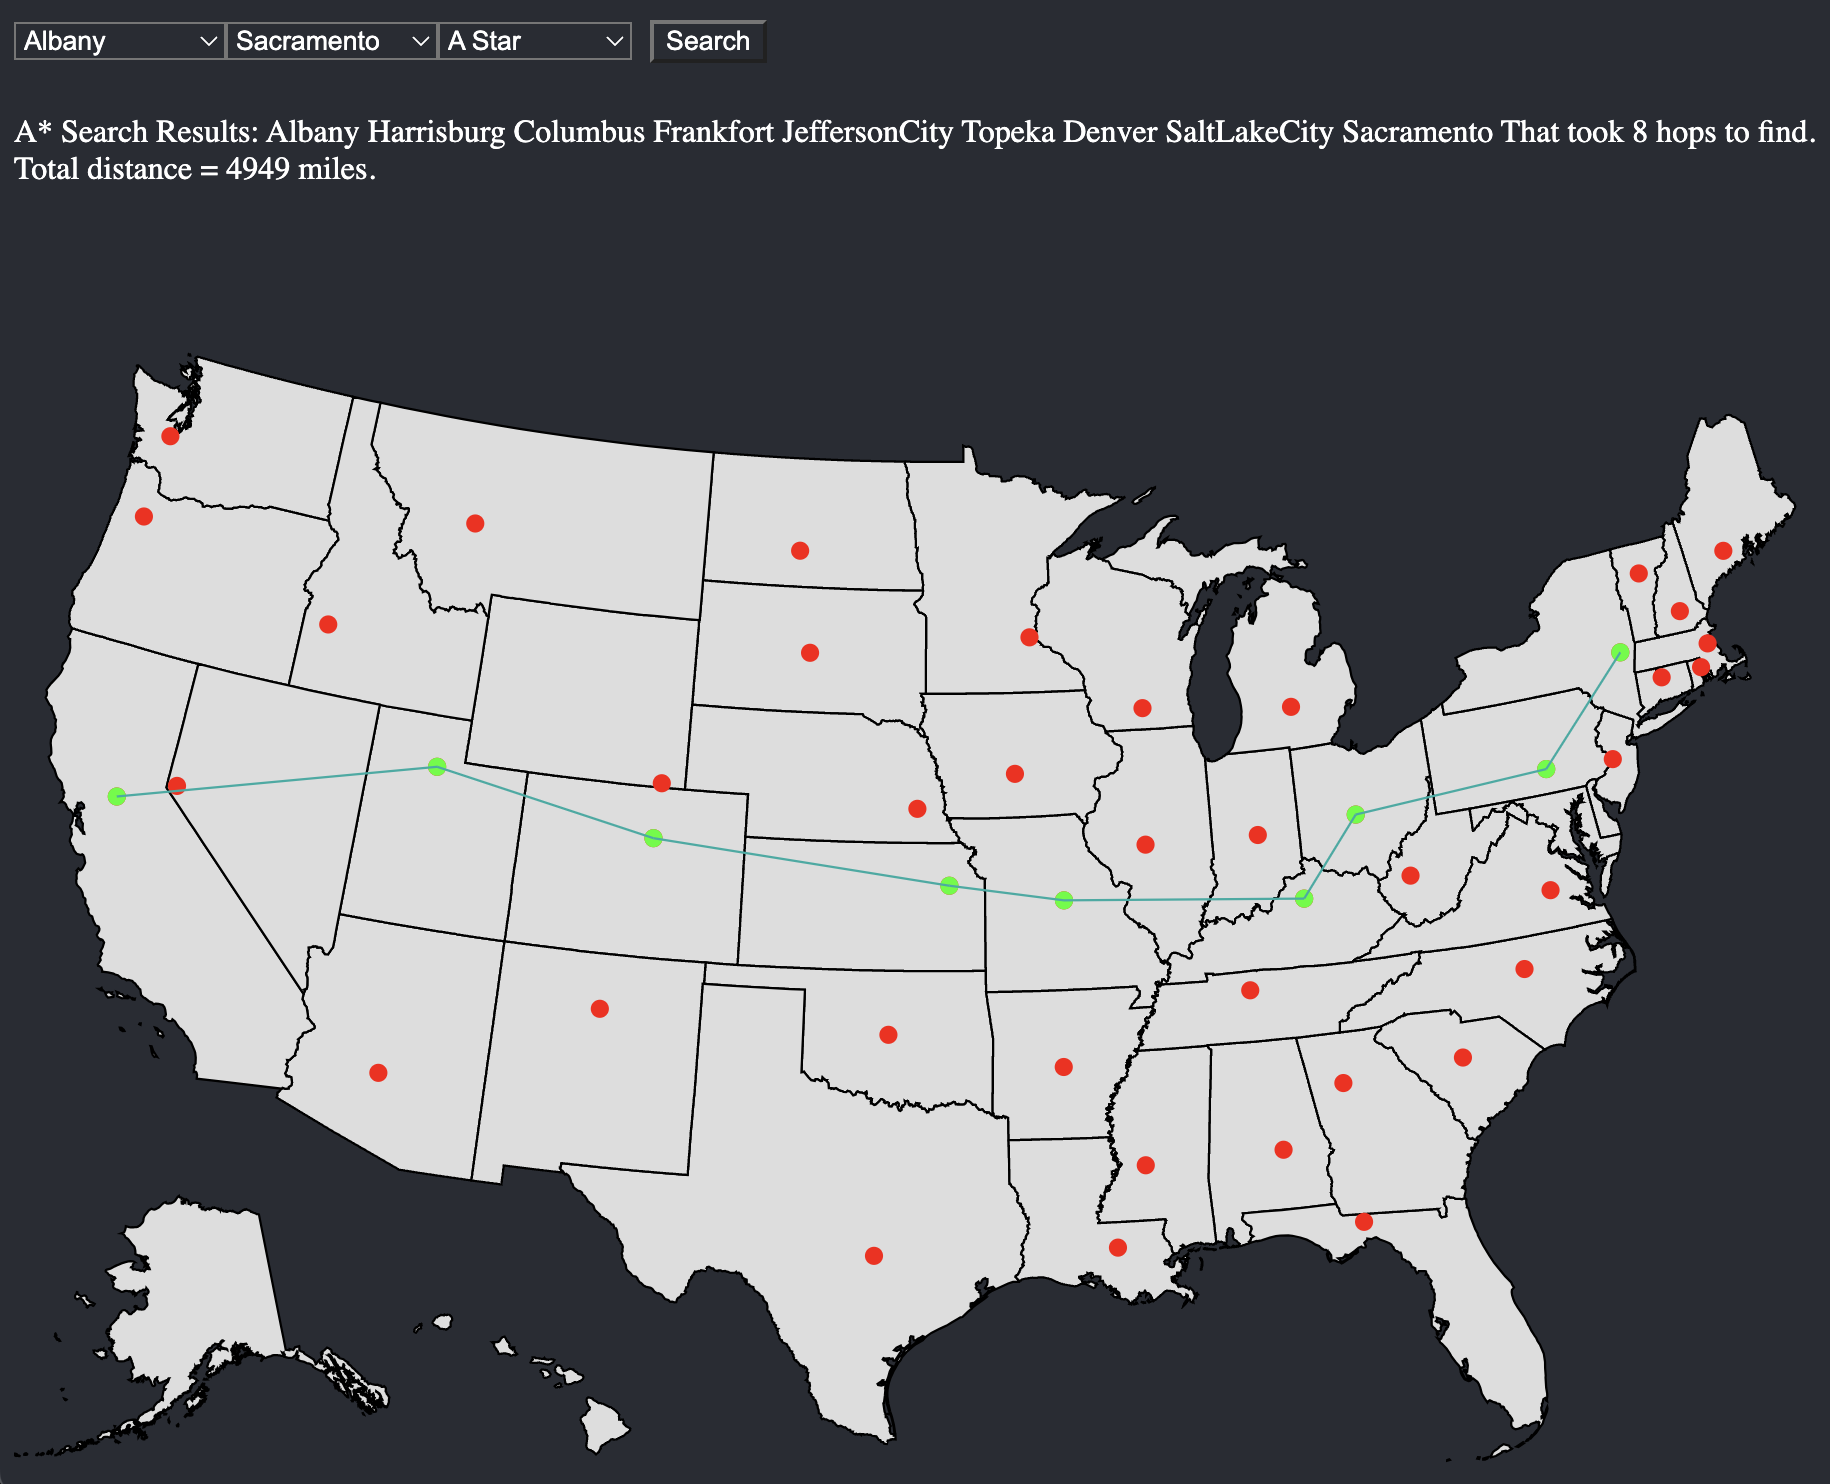 Albany Sacramento A Star Search
A* Search Results: Albany Harrisburg Columbus Frankfort JeffersonCity Topeka Denver SaltLakeCity Sacramento That took 8 hops to find.
Total distance = 4949 miles.